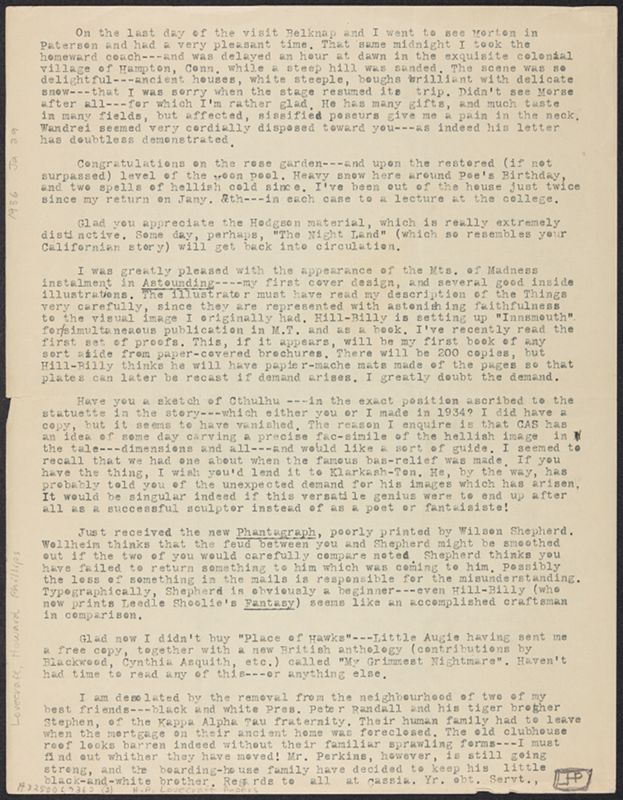 On the last day of the visit Belknap and I went to see Morton in
Paterson and had a very pleasant time. That same midnight I took the
homeward coach---and was delayed an hour at dawn in the exquisite colonial
village of Hampton, Conn. while a steep hill was sanded. The scene was so
delightful---ancient houses, white steeple, boughs brilliant with delicate
snow---that I was sorry when the stage resumed its trip. Didn't see Morse
after all---for which I'm rather glad. He has many gifts, and much taste
in many fields, but affected, sissified poseurs give me a pain in the neck.
Wandrei seemed very cordially disposed toward you---as indeed his letter
has doubtless demonstrated.
Congratulations on the rose garden---and upon the restored (if not
surpassed) level of the moon pool. Heavy snow here around Poe's Birthday,
and two spells of hellish cold since. I've been out of the house just twice
since my return on Jany. 8th---in each case to a lecture at the college.
Glad you appreciate the Hodgson material, which is really extremely
distinctive. Some day, perhaps, "The Night Land" (which so resembles your
Californian story) will get back into circulation.
I was greatly pleased with the appearance of the Mts. of Madness
instalment in Astounding----my first cover design, and several good inside
illustrations. The illustrater must have read my description of the Things
very carefully, since they are represented with astonishing faithfulness
to the visual image I originally had. Hill-Billy is setting up "Innsmouth"
for/simultaneaous publication in M.T. and as a book. I've recently read the
first set of proofs. This, if it appears, will be my first book of any
sort aside from paper-covered brochures. There will be 200 copies, but
Hill-Billy thinks he will have papier-mache mats made of the pages so that
plates can later be recast if demand arises. I greatly doubt the demand.
Have you a sketch of Cthulhu ---in the exact position ascribed to the
statuette in the story---which either you or I made in 1934? I did have a
copy, but it seems to have vanished. The reason I enquire is that CAS has
an idea of some day carving a precise fac-simile of the hellish image in
the tale---dimensions and all---and would like a sort of guide. I seemed to
recall that we had one about when the famous bas-relief was made If you
have the thing, I wish you'd lend it to Klarkash-Ton. He, by the way, has
probably told you of the unexpected demand for his images which has arisen.
It would be singular indeed if this versatile genius were to end up after
all as a successful sculptor instead of as a poet or fantaisiste!
Just received the new Phantagraph, poorly printed by Wilson Shepherd.
Wollheim thinks that the feud between you and Shepherd might be smoothed
out if the two of you would carefully compare notes Shepherd thinks you
have failed to return something to him which was coming to him. Possibly
the loss of something in the mails is responsible for the misunderstanding.
Typographically, Shepherd is obviously a beginner---even Hill-Billy (who
now prints Leedle Shoolie's Fantasy) seems like an accomplished craftsman
in comparison.
Glad now I didn't buy "Place of Hawks"---Little Augie having sent me
a free copy, together with a new British anthology (contributions by
Blackwood, Cynthia Asquith, etc.) called "My Grimmest Nightmare". Haven't
had time to read any of this---or anything else.
I am desolated by the removal from the neighbourhood of two of my
best friends---black and white Pres. Peter Randall and his tiger brother
Stephen, of the Kappa Alpha Tau fraternity. Their human family had to leave
when the mortgage on their ancient home was foreclosed. The old clubhouse
roof looks barren indeed without their familiar sprawling forms---I must
find out whither they have moved! Mr. Perkins, however, is still going
strong, and the boarding-house family have decided to keep his little
black-and-white brother. Regards to all at Cassia. Yr. obt. Servt.,
HP
H.P. Lovecraft Papers
Lovecraft, Howard Phillips
1936 Ja 29